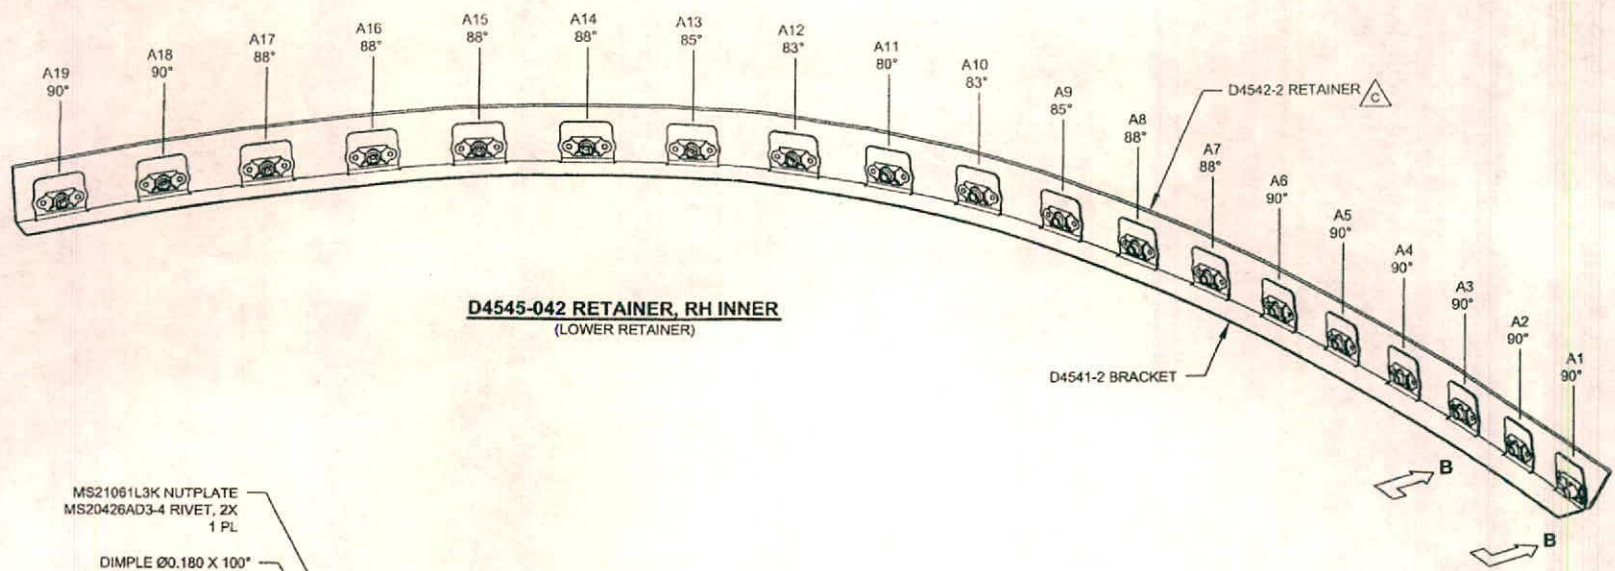 A19
90°
A18
90°
A17
88°
A16
88°
A15
88°
A14
88°
A13
85°
A12
83°
A11
80°
A10
83°
A9
85°
A8
88°
A7
88°
A6
90°
A5
90°
A4
90°
A3
90°
A2
90°
A1
90°
D4542-2 RETAINER C
D4545-042 RETAINER, RH INNER
(LOWER RETAINER)
D4541-2 BRACKET
B
B
MS21061L3K NUTPLATE
MS20426AD3-4 RIVET, 2X
1 PL
DIMPLE Ø0.180 X 100°